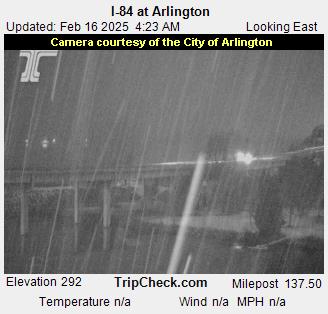 I-84 at Arlington
Updated: Feb 16 2025 4:23 AM Looking East
Camera courtesy of the City of Arlington
Elevation 292 TripCheck.com Milepost 137.50
Temperature n/a Wind n/a MPH n/a